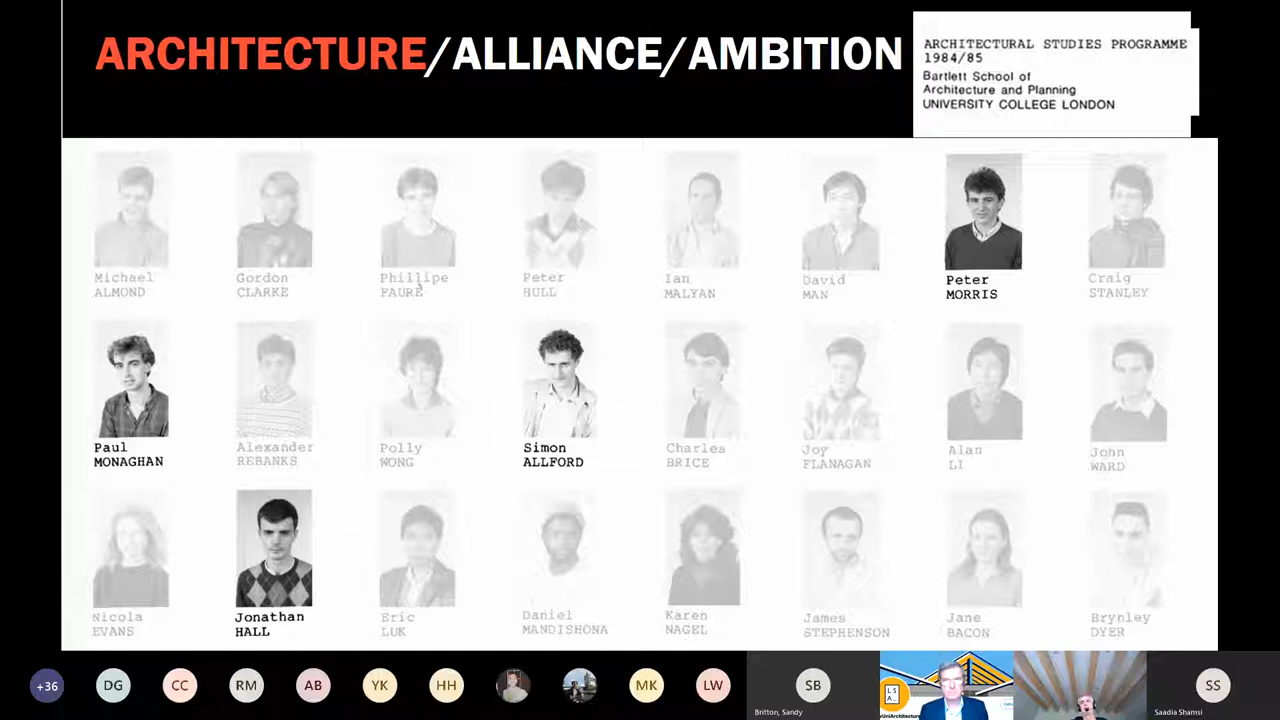 ARCHITECTURE/ALLIANCE/AMBITION
ARCHITECTURAL STUDIES PROGRAMME
1984/85
Bartlett School of
Architecture and Planning
UNIVERSITY COLLEGE LONDON
Michael
ALMOND
Gordon
CLARKE
Phillipe
FAURE
Peter
HULL
Ian
MALYAN
David
MAN
Peter
MORRIS
Craig
STANLEY
Paul
MONAGHAN
Alexander
REBANKS
Polly
WONG
Simon
ALLFORD
Charles
BRICE
Joy
FLANAGAN
Alan
LI
John
WARD
Nicola
EVANS
Jonathan
HALL
Eric
LUK
Daniel
MANDISHONA
Karen
NAGEL
James
STEPHENSON
Jane
BACON
Brynley
DYER
+36
DG
CC
RM
AB
YK
HH
MK
LW
SB
Britton, Sandy
LS
SS
Saadia Shamsi